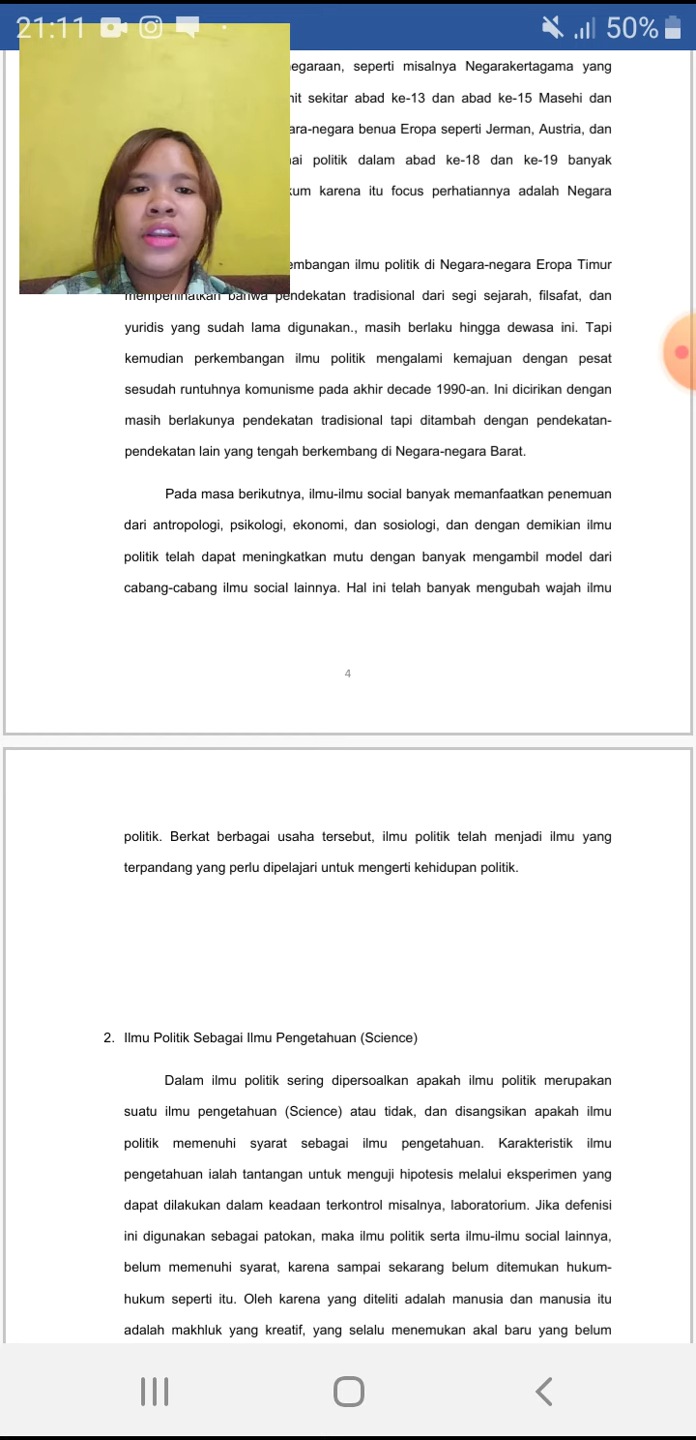 21:11
50%
egaraan, seperti misalnya Negarakertagama yang
it sekitar abad ke-13 dan abad ke-15 Masehi dan
ara-negara benua Eropa seperti Jerman, Austria, dan
ai politik dalam abad ke-18 dan ke-19 banyak
um karena itu focus perhatiannya adalah Negara
embangan ilmu politik di Negara-negara Eropa Timur
memperlihatkan bahwa pendekatan tradisional dari segi sejarah, filsafat, dan
yuridis yang sudah lama digunakan., masih berlaku hingga dewasa ini. Tapi
kemudian perkembangan ilmu politik mengalami kemajuan dengan pesat
sesudah runtuhnya komunisme pada akhir decade 1990-an. Ini dicirikan dengan
masih berlakunya pendekatan tradisional tapi ditambah dengan pendekatan-
pendekatan lain yang tengah berkembang di Negara-negara Barat.
Pada masa berikutnya, ilmu-ilmu social banyak memanfaatkan penemuan
dari antropologi, psikologi, ekonomi, dan sosiologi, dan dengan demikian ilmu
politik telah dapat meningkatkan mutu dengan banyak mengambil model dari
cabang-cabang ilmu social lainnya. Hal ini telah banyak mengubah wajah ilmu
4
politik. Berkat berbagai usaha tersebut, ilmu politik telah menjadi ilmu yang
terpandang yang perlu dipelajari untuk mengerti kehidupan politik.
2. Ilmu Politik Sebagai Ilmu Pengetahuan (Science)
Dalam ilmu politik sering dipersoalkan apakah ilmu politik merupakan
suatu ilmu pengetahuan (Science) atau tidak, dan disangsikan apakah ilmu
politik memenuhi syarat sebagai ilmu pengetahuan. Karakteristik ilmu
pengetahuan ialah tantangan untuk menguji hipotesis melalui eksperimen yang
dapat dilakukan dalam keadaan terkontrol misalnya, laboratorium. Jika defenisi
ini digunakan sebagai patokan, maka ilmu politik serta ilmu-ilmu social lainnya,
belum memenuhi syarat, karena sampai sekarang belum ditemukan hukum-
hukum seperti itu. Oleh karena yang diteliti adalah manusia dan manusia itu
adalah makhluk yang kreatif, yang selalu menemukan akal baru yang belum